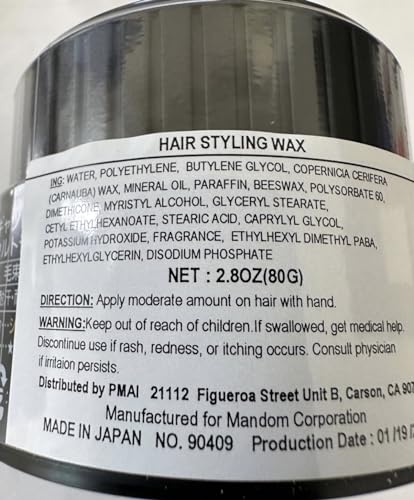 HAIR STYLING WAX
ING: WATER, POLYETHYLENE, BUTYLENE GLYCOL, COPERNICIA CERIFERA
(CARNAUBA) WAX, MINERAL OIL, PARAFFIN, BEESWAX, POLYSORBATE 60,
DIMETHICONE, MYRISTYL ALCOHOL, GLYCERYL STEARATE,
CETYL ETHYLHEXANOATE, STEARIC ACID, CAPRYLYL GLYCOL,
POTASSIUM HYDROXIDE, FRAGRANCE, ETHYLHEXYL DIMETHYL PABA,
ETHYLHEXYLGLYCERIN, DISODIUM PHOSPHATE
NET : 2.8OZ(80G)
DIRECTION: Apply moderate amount on hair with hand.
WARNING:Keep out of reach of children.If swallowed, get medical help.
Discontinue use if rash, redness, or itching occurs. Consult physician
if irritaion persists.
Distributed by PMAI 21112 Figueroa Street Unit B, Carson, CA 907
Manufactured for Mandom Corporation
MADE IN JAPAN NO. 90409 Production Date : 01 /19 /